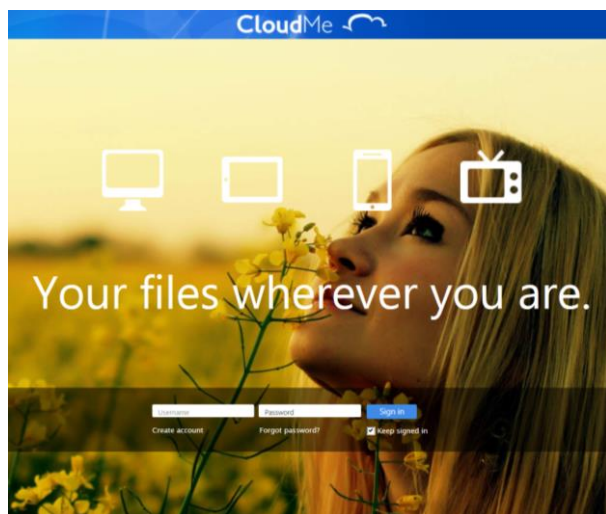 CloudMe
Your files wherever you are.
Username
Password
Sign in
Create account
Forgot password?
Keep signed in